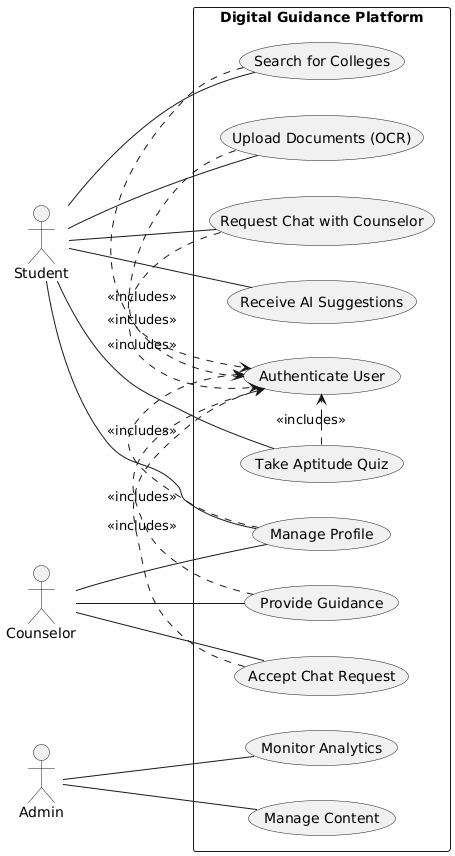 Digital Guidance Platform
Search for Colleges
Upload Documents (OCR)
Request Chat with Counselor
Student
Receive AI Suggestions
«includes»
«includes»
«includes»
Authenticate User
«includes»
«includes»
Take Aptitude Quiz
«includes»
«includes»
Manage Profile
Counselor
Provide Guidance
Accept Chat Request
Monitor Analytics
Admin
Manage Content